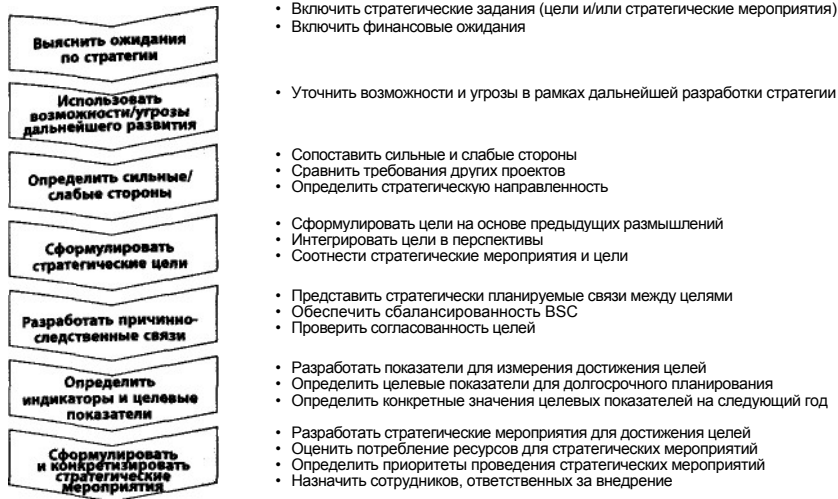 Выяснить ожидания
по стратегии
• Включить стратегические задания (цели и/или стратегические мероприятия)
• Включить финансовые ожидания
Использовать
возможности/угрозы
дальнейшего развития
• Уточнить возможности и угрозы в рамках дальнейшей разработки стратегии
Определить сильные/
слабые стороны
• Сопоставить сильные и слабые стороны
• Сравнить требования других проектов
• Определить стратегическую направленность
Сформулировать
стратегические цели
• Сформулировать цели на основе предыдущих размышлений
• Интегрировать цели в перспективы
• Соотнести стратегические мероприятия и цели
Разработать причинно-
следственные связи
• Представить стратегически планируемые связи между целями
• Обеспечить сбалансированность BSC
• Проверить согласованность целей
Определить
индикаторы и целевые
показатели
• Разработать показатели для измерения достижения целей
• Определить целевые показатели для долгосрочного планирования
• Определить конкретные значения целевых показателей на следующий год
Сформулировать
и конкретизировать
стратегические
мероприятия
• Разработать стратегические мероприятия для достижения целей
• Оценить потребление ресурсов для стратегических мероприятий
• Определить приоритеты проведения стратегических мероприятий
• Назначить сотрудников, ответственных за внедрение